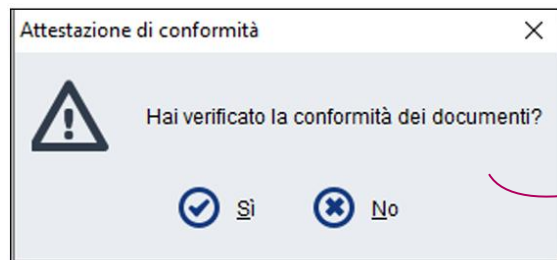 Attestazione di conformità
Hai verificato la conformità dei documenti?
Sì No